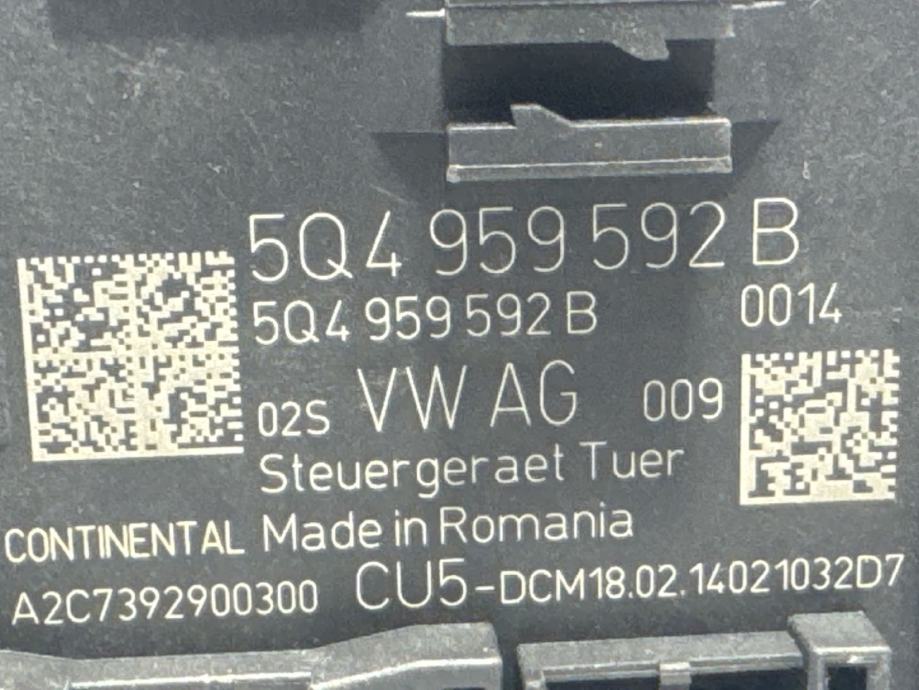 5Q4 959 592 B
5Q4 959 592 B 0014
02S VW AG 009
Steuergeraet Tuer
CONTINENTAL Made in Romania
A2C7392900300 CU5-DCM18.02.14021032D7